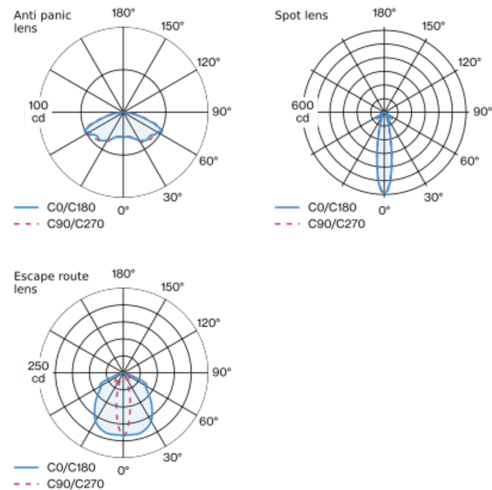 Anti panic
lens
180°
150°
120°
100
cd
90°
60°
30°
0°
C0/C180
C90/C270
Spot lens
180°
150°
120°
600
cd
90°
60°
30°
0°
C0/C180
C90/C270
Escape route
lens
180°
150°
120°
250
cd
90°
60°
30°
0°
C0/C180
C90/C270